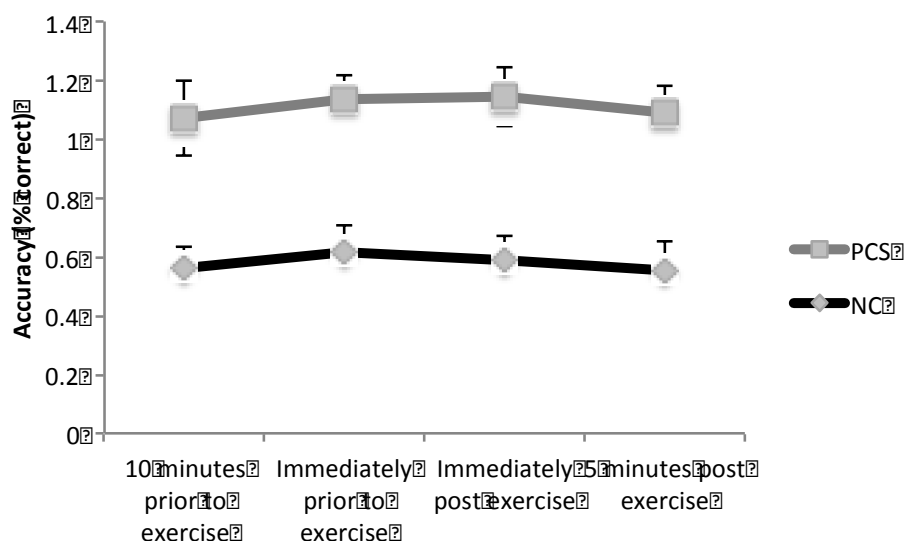 1.4
1.2
1
0.8
0.6
0.4
0.2
0
Accuracy (% correct)
10 minutes prior to exercise
Immediately prior to exercise
Immediately post exercise
5 minutes post exercise
PCS
NC